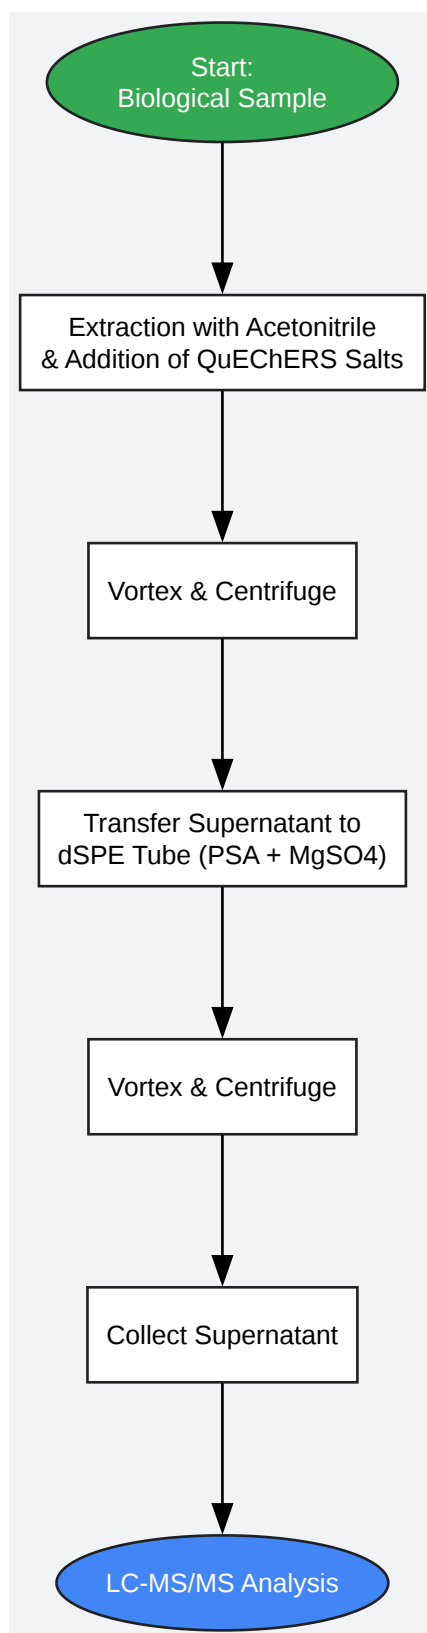 Start:
Biological Sample
Extraction with Acetonitrile
& Addition of QuEChERS Salts
Vortex & Centrifuge
Transfer Supernatant to
dSPE Tube (PSA + MgSO4)
Vortex & Centrifuge
Collect Supernatant
LC-MS/MS Analysis